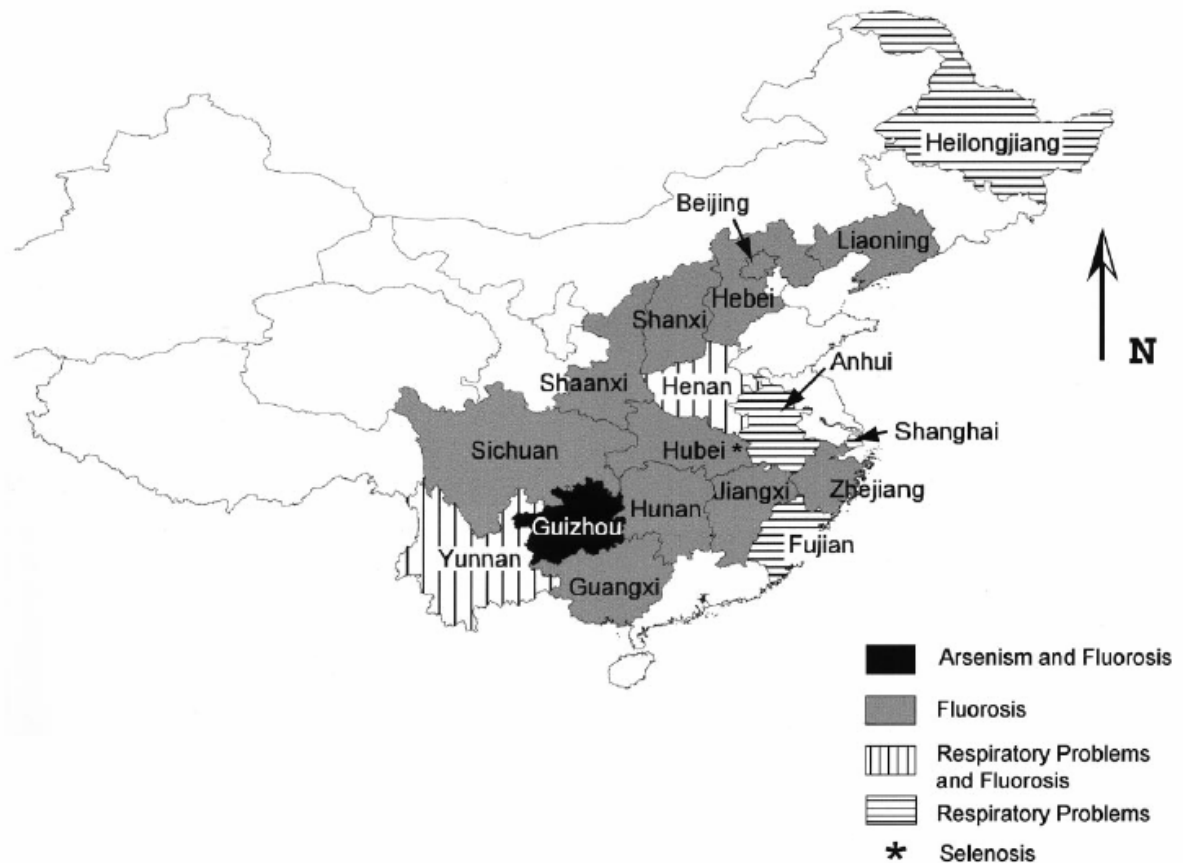 Heilongjiang
Beijing
Liaoning
Hebei
Shanxi
Anhui
Henan
Shaanxi
Shanghai
Sichuan
Hubei *
Zhejiang
Jiangxi
Hunan
Guizhou
Fujian
Yunnan
Guangxi
N
Arsenism and Fluorosis
Fluorosis
Respiratory Problems
and Fluorosis
Respiratory Problems
* Selenosis